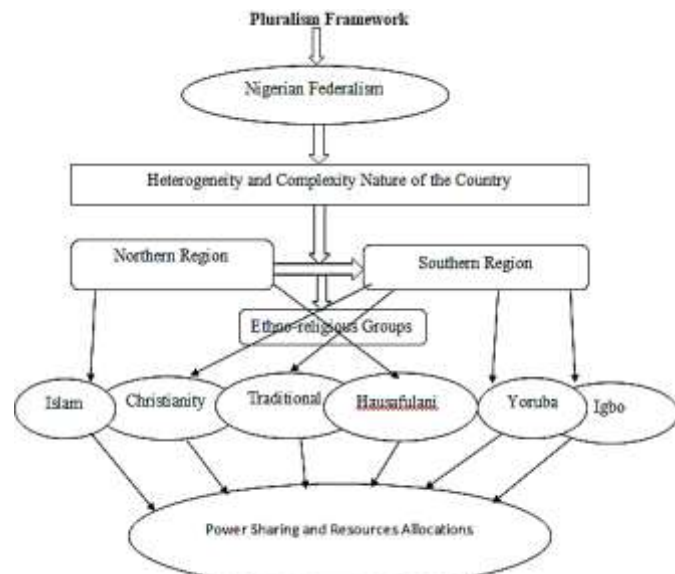 Pluralism Framework
Nigerian Federalism
Heterogeneity and Complexity Nature of the Country
Northern Region
Southern Region
Ethno-religious Groups
Islam
Christianity
Traditional
Hausafulani
Yoruba
Igbo
Power Sharing and Resources Allocations